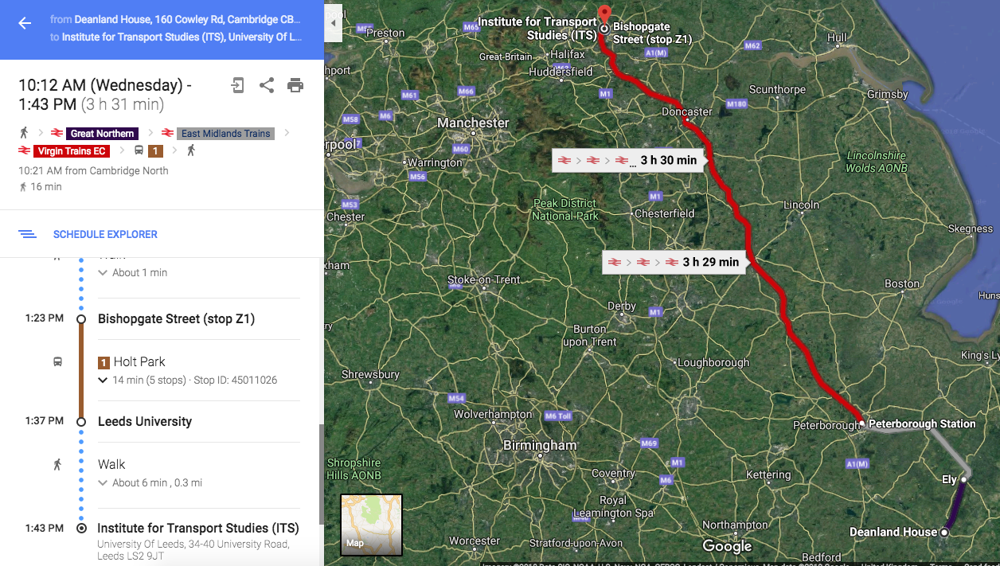 from Deanland House, 160 Cowley Rd, Cambridge CB...
to Institute for Transport Studies (ITS), University Of L...
10:12 AM (Wednesday) -
1:43 PM (3 h 31 min)
Great Northern
East Midlands Trains
Virgin Trains EC
1
10:21 AM from Cambridge North
16 min
SCHEDULE EXPLORER
About 1 min
1:23 PM
Bishopgate Street (stop Z1)
1 Holt Park
14 min (5 stops) · Stop ID: 45011026
1:37 PM
Leeds University
Walk
About 6 min , 0.3 mi
1:43 PM
Institute for Transport Studies (ITS)
University Of Leeds, 34-40 University Road,
Leeds LS2 9JT
Institute for Transport
Studies (ITS)
Bishopgate
Street (stop Z1)
Preston
M65
Great-Britain
Halifax
A1(M)
M62
Hull
Huddersfield
hport
M61
M66
M1
Scunthorpe
Grimsby
M180
Doncaster
M58
M6
Manchester
rpool
M60
Warrington
M56
... 3 h 30 min
Lincolnshire
Wolds AONB
M53
Chester
M1
Peak District
National Park
Chesterfield
Lincoln
Skegness
3 h 29 min
xham
Stoke-on-Trent
Boston
Huns
Derby
M1
Burton
upon Trent
King's Ly
Loughborough
Shrewsbury
M54
Wolverhampton
M6 Toll
Peterborough
Peterborough Station
Birmingham
M69
Shropshire
Hills AONB
M1
M6
Coventry
Kettering
A1(M)
Ely
Royal
Leamington Spa
Map
Northampton
Deanland House
Worcester
Stratford-upon-Avon
Google
Bedford